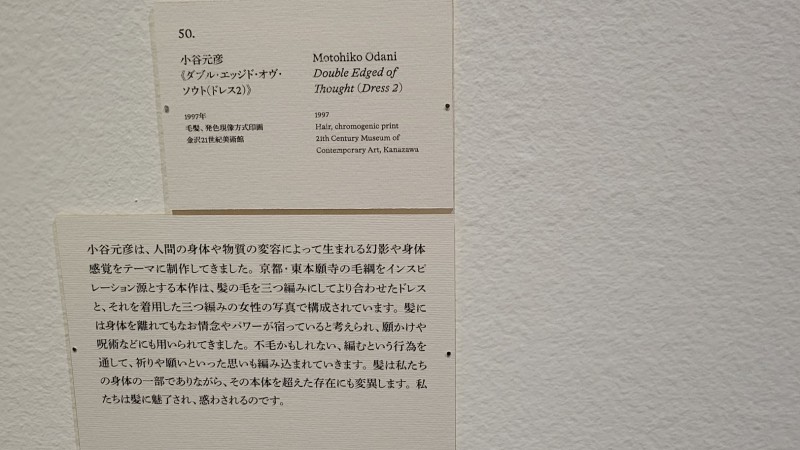 50.
小谷元彦
《ダブル・エッジド・オヴ・
ソウト（ドレス2）》
1997年
毛髪、発色現像方式印画
金沢21世紀美術館
Motohiko Odani
Double Edged of
Thought (Dress 2)
1997
Hair, chromogenic print
21th Century Museum of
Contemporary Art, Kanazawa
小谷元彦は、人間の身体や物質の変容によって生まれる幻影や身体
感覚をテーマに制作してきました。京都・東本願寺の毛綱をインスピ
レーション源とする本作は、髪の毛を三つ編みにしてより合わせたドレス
と、それを着用した三つ編みの女性の写真で構成されています。髪に
は身体を離れてもなお情念やパワーが宿っていると考えられ、願かけや
呪術などにも用いられてきました。不毛かもしれない、編むという行為を
通して、祈りや願いといった思いも編み込まれていきます。髪は私たち
の身体の一部でありながら、その本体を超えた存在にも変異します。私
たちは髪に魅了され、惑わされるのです。